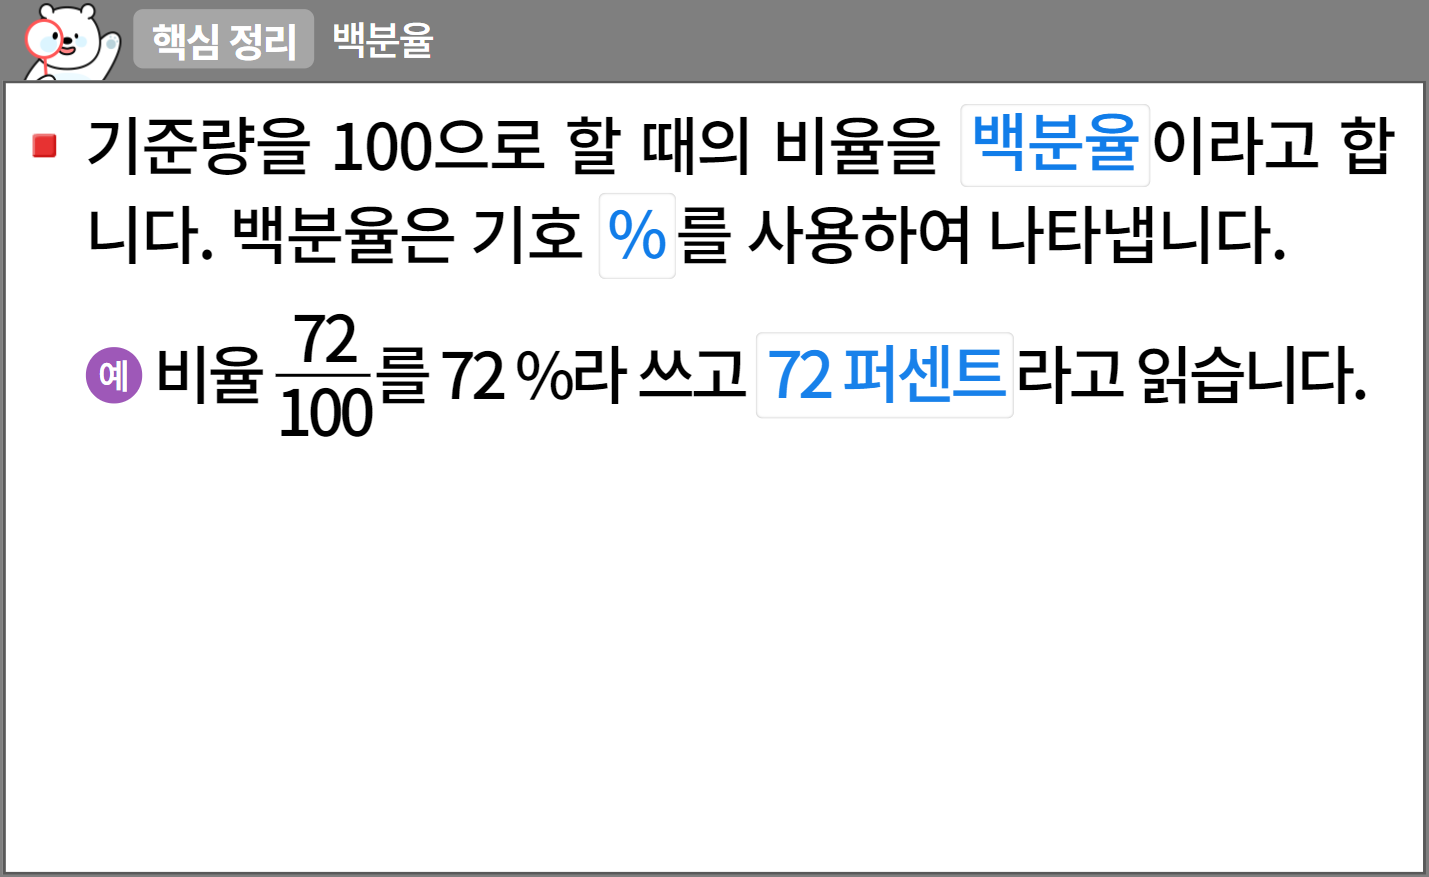 핵심 정리 백분율
기준량을 100으로 할 때의 비율을 백분율이라고 합
니다. 백분율은 기호 %를 사용하여 나타냅니다.
예 비율 72/100를 72 %라 쓰고 72 퍼센트라고 읽습니다.